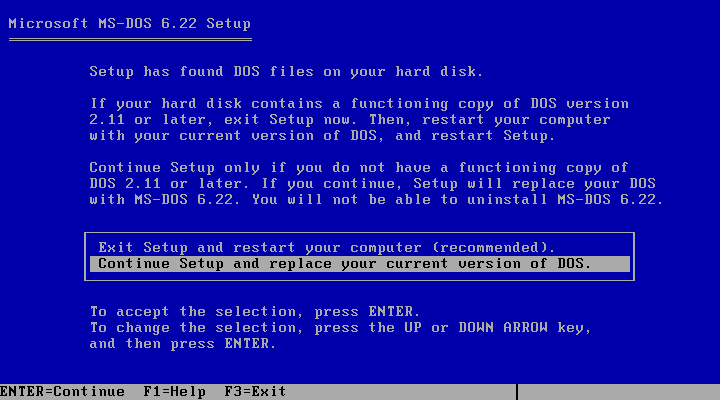 Microsoft MS-DOS 6.22 Setup
Setup has found DOS files on your hard disk.
If your hard disk contains a functioning copy of DOS version
2.11 or later, exit Setup now. Then, restart your computer
with your current version of DOS, and restart Setup.
Continue Setup only if you do not have a functioning copy of
DOS 2.11 or later. If you continue, Setup will replace your DOS
with MS-DOS 6.22. You will not be able to uninstall MS-DOS 6.22.
Exit Setup and restart your computer (recommended).
Continue Setup and replace your current version of DOS.
To accept the selection, press ENTER.
To change the selection, press the UP or DOWN ARROW key,
and then press ENTER.
ENTER=Continue  F1=Help  F3=Exit